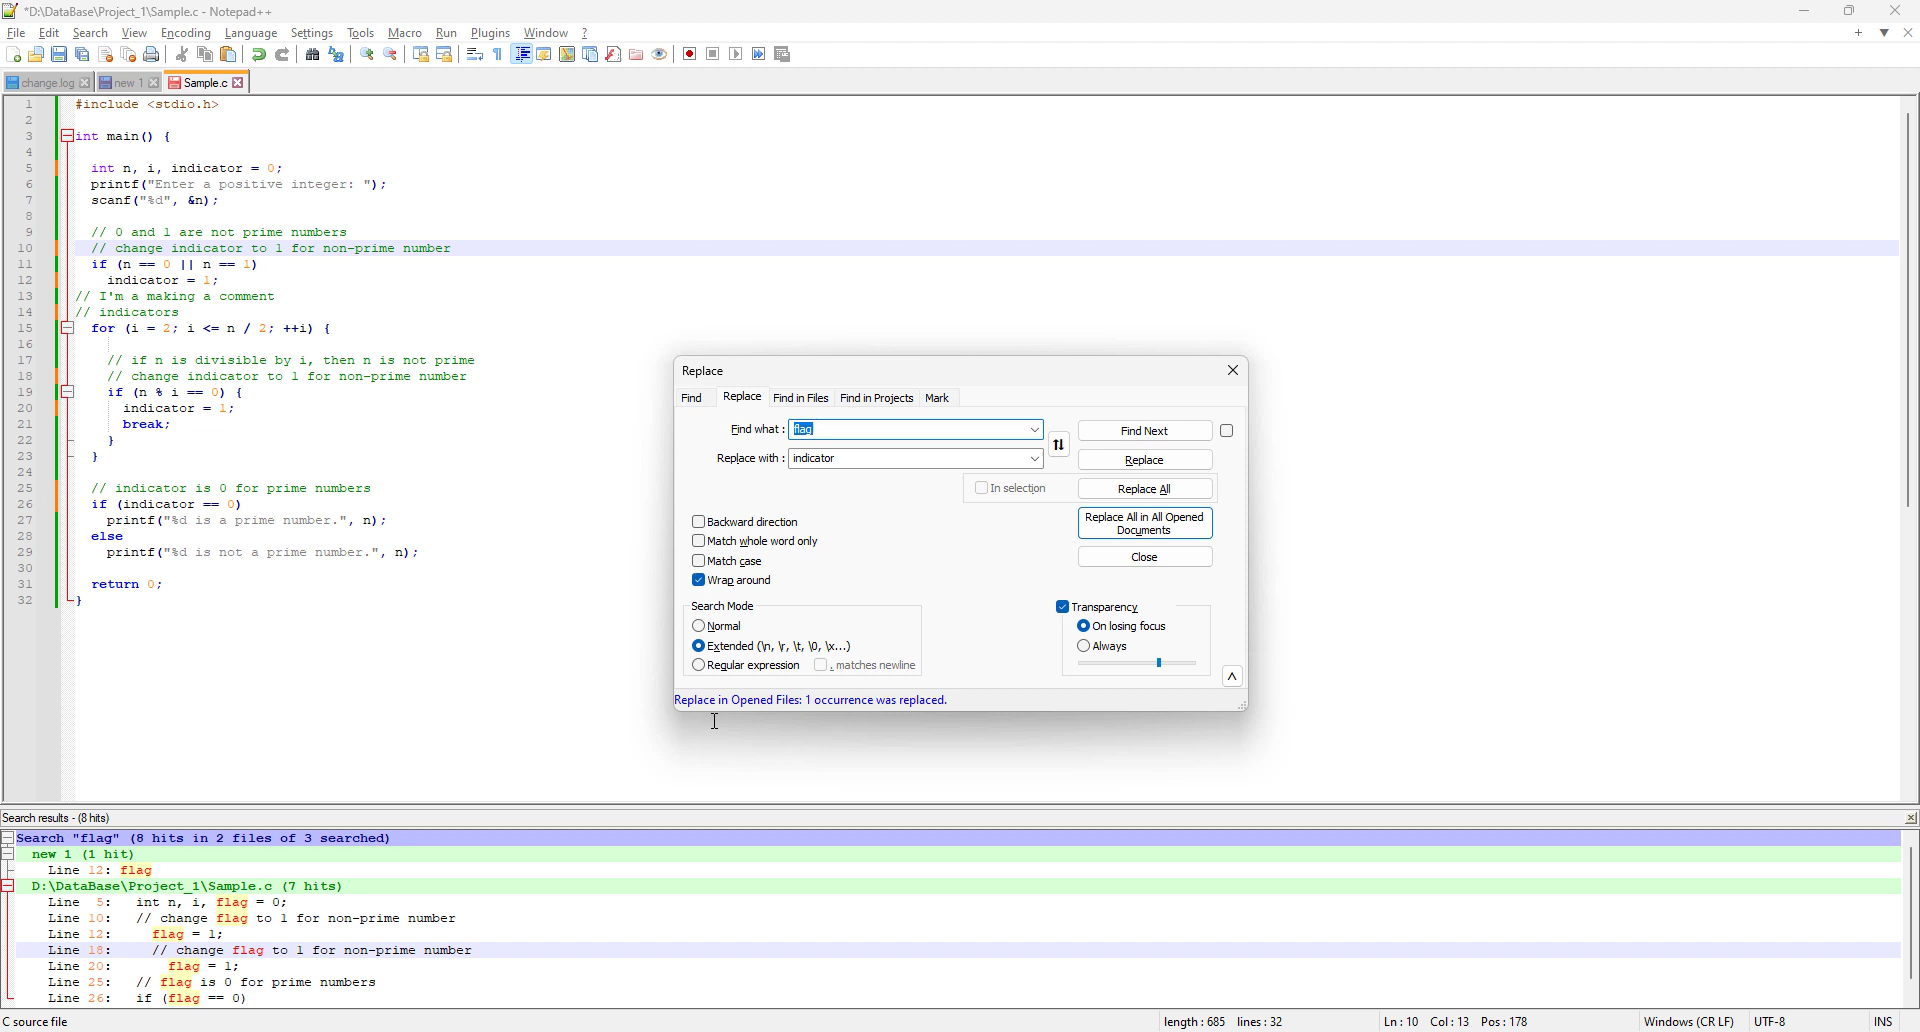 *D:\DataBase\Project_1\Sample.c - Notepad++
File Edit Search View Encoding Language Settings Tools Macro Run Plugins Window ?
change.log new 1 Sample.c
1 #include <stdio.h>
2
3 int main() {
4
5 int n, i, indicator = 0;
6 printf("Enter a positive integer: ");
7 scanf("%d", &n);
8
9 // 0 and 1 are not prime numbers
10 // change indicator to 1 for non-prime number
11 if (n == 0 || n == 1)
12 indicator = 1;
13 // I'm a making a comment
14 // indicators
15 for (i = 2; i <= n / 2; ++i) {
16
17 // if n is divisible by i, then n is not prime
18 // change indicator to 1 for non-prime number
19 if (n % i == 0) {
20 indicator = 1;
21 break;
22 }
23 }
24
25 // indicator is 0 for prime numbers
26 if (indicator == 0)
27 printf("%d is a prime number.", n);
28 else
29 printf("%d is not a prime number.", n);
30
31 return 0;
32 }
Replace
Find Replace Find in Files Find in Projects Mark
Find what : flag Find Next
Replace with : indicator Replace
In selection Replace All
Replace All in All Opened
Documents
Close
Backward direction
Match whole word only
Match case
Wrap around
Search Mode
Normal
Extended (\n, \r, \t, \0, \x...)
Regular expression . matches newline
Transparency
On losing focus
Always
Replace in Opened Files: 1 occurrence was replaced.
Search results - (8 hits)
Search "flag" (8 hits in 2 files of 3 searched)
new 1 (1 hit)
Line 12: flag
D:\DataBase\Project_1\Sample.c (7 hits)
Line 5: int n, i, flag = 0;
Line 10: // change flag to 1 for non-prime number
Line 12: flag = 1;
Line 18: // change flag to 1 for non-prime number
Line 20: flag = 1;
Line 25: // flag is 0 for prime numbers
Line 26: if (flag == 0)
C source file length : 685 lines : 32 Ln : 10 Col : 13 Pos : 178 Windows (CR LF) UTF-8 INS